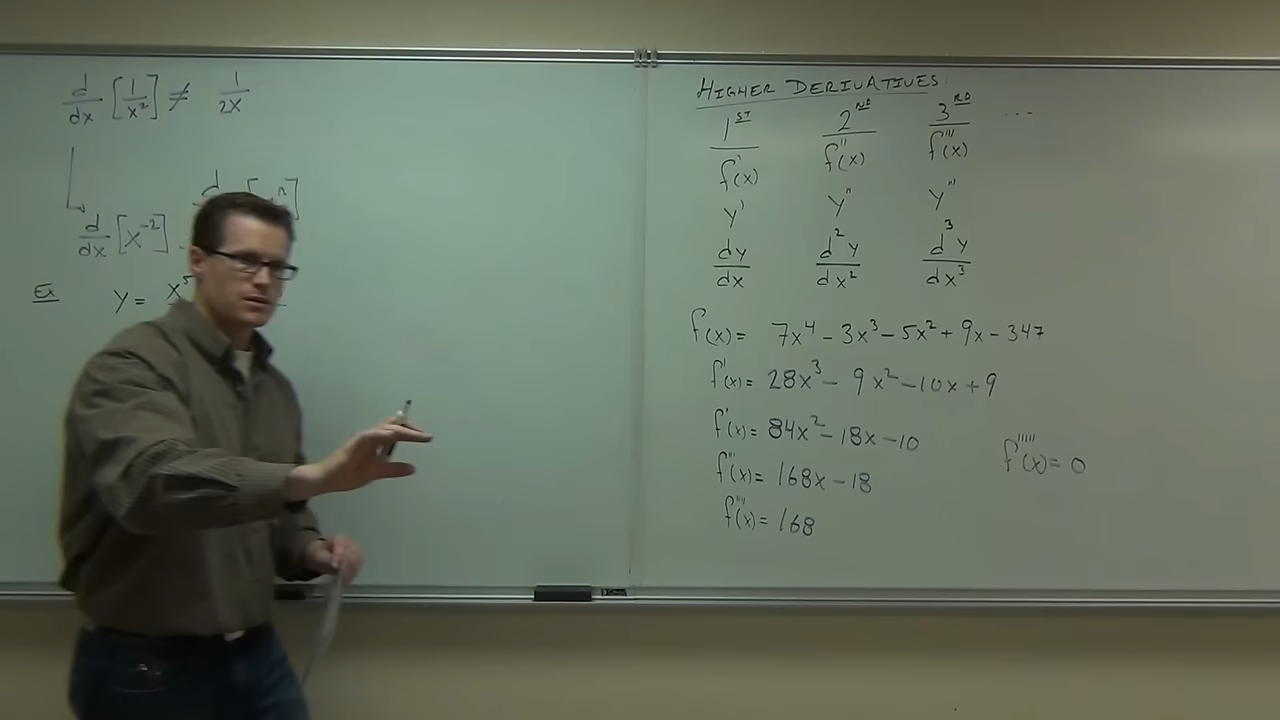 d/dx [1/x²] ≠ 1/2x
d/dx [ n]
d/dx [x⁻²]
Ex y = x⁵
HIGHER DERIVATIVES
1ST 2ND 3RD ...
f'(x) f''(x) f'''(x)
y' y'' y'''
dy/dx d²y/dx² d³y/dx³
f(x) = 7x⁴ - 3x³ - 5x² + 9x - 347
f'(x) = 28x³ - 9x² - 10x + 9
f''(x) = 84x² - 18x - 10
f'''(x) = 168x - 18
f''''(x) = 168
f'''''(x) = 0